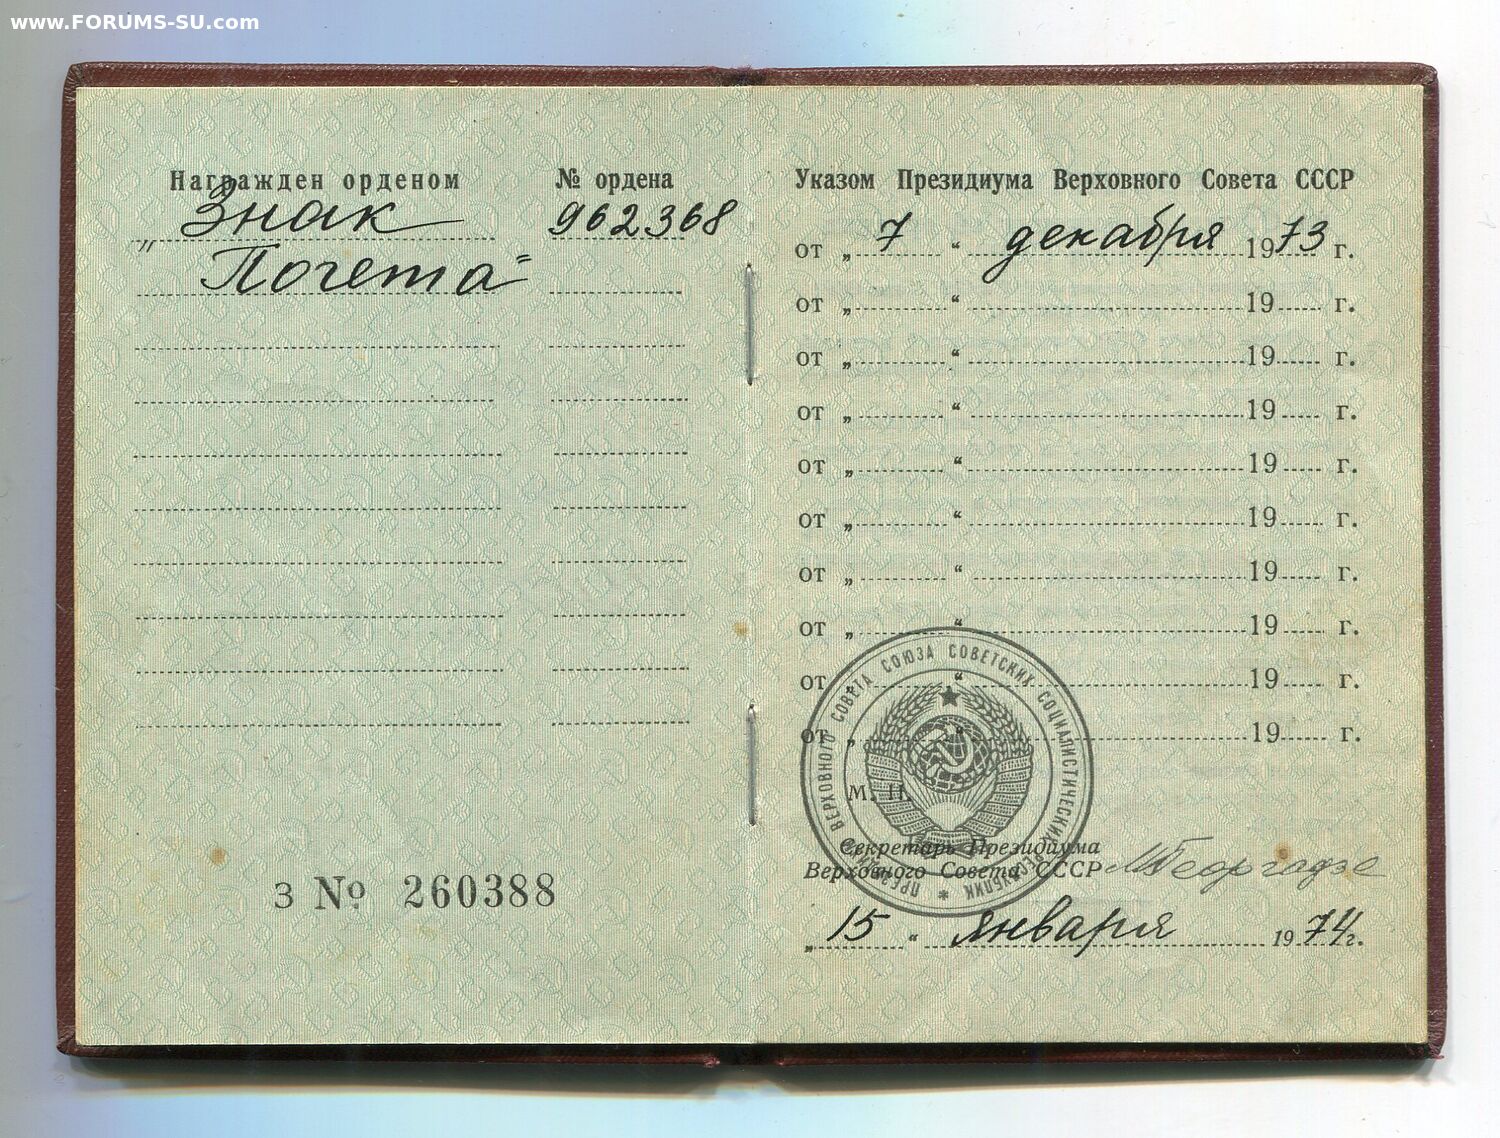 www.FORUMS-SU.com
Награжден орденом № ордена
„Знак 962368
Почета"
З № 260388
Указом Президиума Верховного Совета СССР
от „ 7 “ декабря 1973 г.
от „ “ 19 г.
от „ “ 19 г.
от „ “ 19 г.
от „ “ 19 г.
от „ “ 19 г.
от „ “ 19 г.
от „ “ 19 г.
от „ “ 19 г.
от „ “ 19 г.
ПРЕЗИДИУМ ВЕРХОВНОГО СОВЕТА СОЮЗА СОВЕТСКИХ СОЦИАЛИСТИЧЕСКИХ РЕСПУБЛИК *
М. П.
Секретарь Президиума
Верховного Совета СССР МГеоргадзе
„ 15 “ января 1974 г.